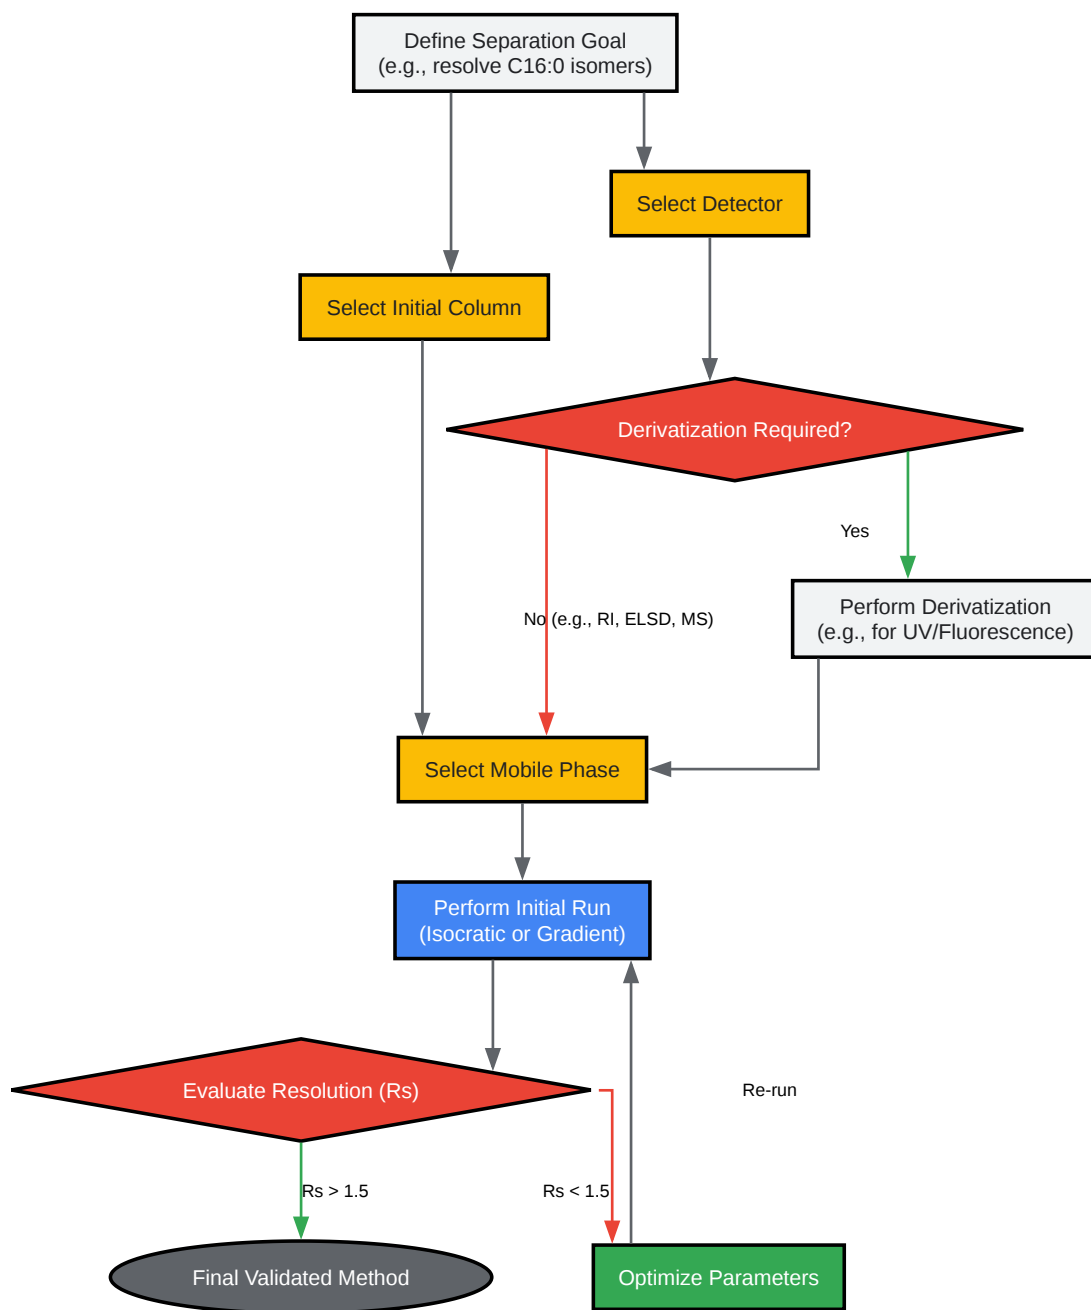 Define Separation Goal
(e.g., resolve C16:0 isomers)
Select Detector
Select Initial Column
Derivatization Required?
Yes
Perform Derivatization
(e.g., for UV/Fluorescence)
No (e.g., RI, ELSD, MS)
Select Mobile Phase
Perform Initial Run
(Isocratic or Gradient)
Evaluate Resolution (Rs)
Re-run
Rs > 1.5
Rs < 1.5
Final Validated Method
Optimize Parameters